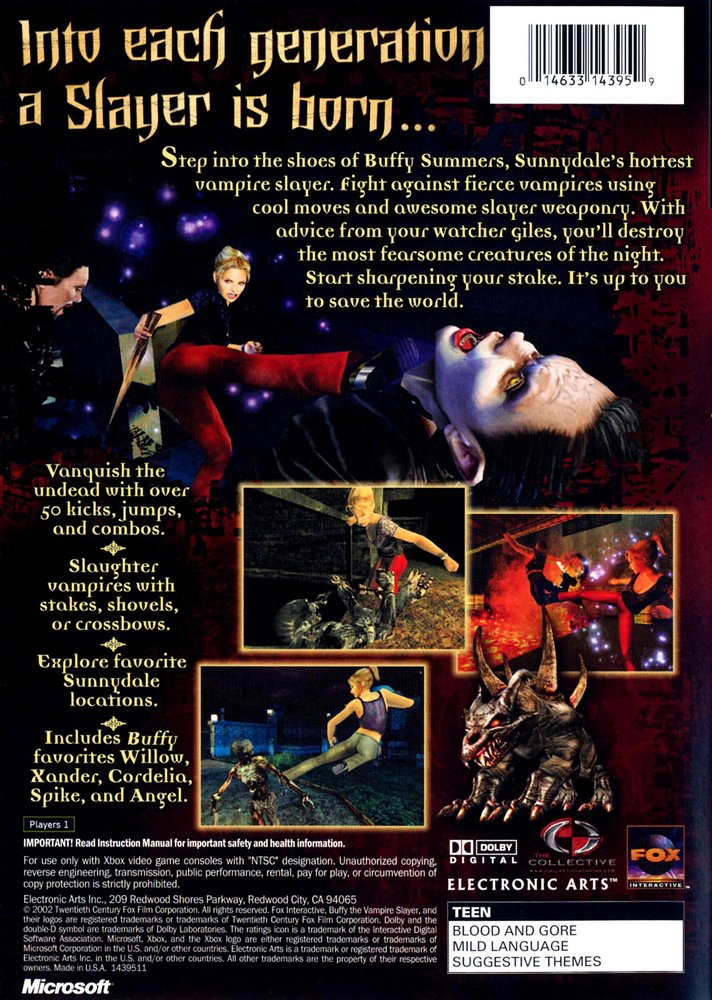 Into each generation
a Slayer is born...
0 14633 14395 9
Step into the shoes of Buffy Summers, Sunnydale's hottest
vampire slayer. Fight against fierce vampires using
cool moves and awesome slayer weaponry. With
advice from your watcher Giles, you'll destroy
the most fearsome creatures of the night.
Start sharpening your stake. It's up to you
to save the world.
Vanquish the
undead with over
50 kicks, jumps,
and combos.
Slaughter
vampires with
stakes, shovels,
or crossbows.
Explore favorite
Sunnydale
locations.
Includes Buffy
favorites Willow,
Xander, Cordelia,
Spike, and Angel.
Players 1
IMPORTANT! Read Instruction Manual for important safety and health information.
For use only with Xbox video game consoles with "NTSC" designation. Unauthorized copying,
reverse engineering, transmission, public performance, rental, pay for play, or circumvention of
copy protection is strictly prohibited.
Electronic Arts Inc., 209 Redwood Shores Parkway, Redwood City, CA 94065
© 2002 Twentieth Century Fox Film Corporation. All rights reserved. Fox Interactive, Buffy the Vampire Slayer, and
their logos are registered trademarks or trademarks of Twentieth Century Fox Film Corporation. Dolby and the
double-D symbol are trademarks of Dolby Laboratories. The ratings icon is a trademark of the Interactive Digital
Software Association. Microsoft, Xbox, and the Xbox logo are either registered trademarks or trademarks of
Microsoft Corporation in the U.S. and/or other countries. Electronic Arts is a trademark or registered trademark of
Electronic Arts Inc. in the U.S. and/or other countries. All other trademarks are the property of their respective
owners. Made in U.S.A. 1439511
Microsoft
DOLBY
DIGITAL
THE
COLLECTIVE
FOX
INTERACTIVE
ELECTRONIC ARTS™
TEEN
BLOOD AND GORE
MILD LANGUAGE
SUGGESTIVE THEMES